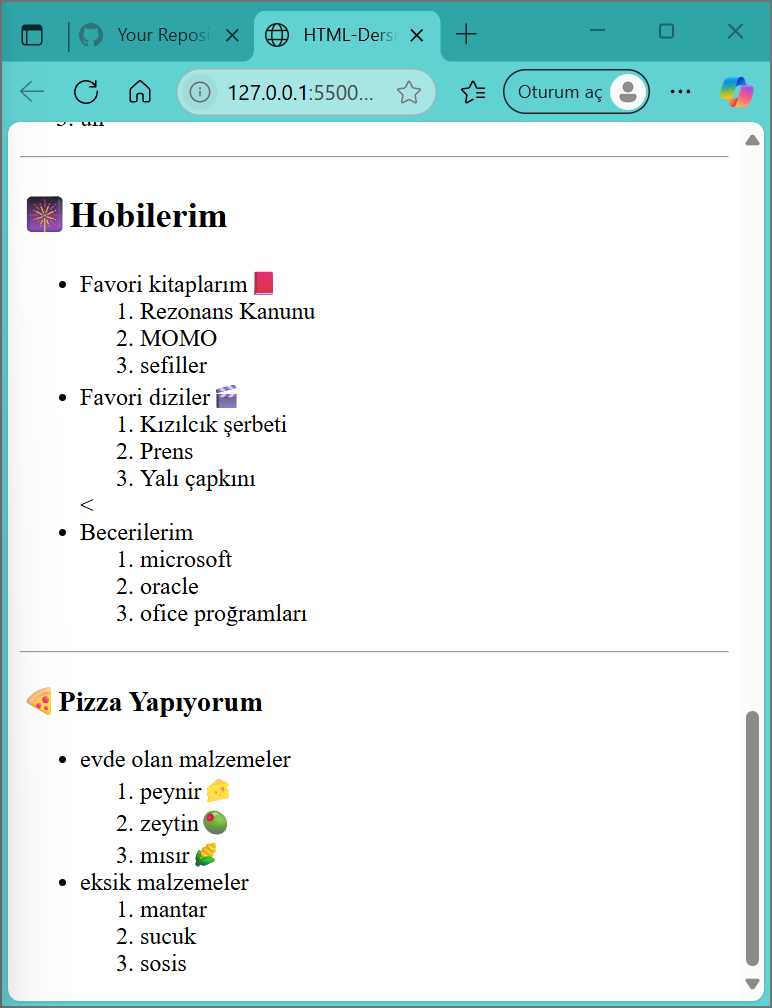 Your Reposi
HTML-Ders
127.0.0.1:5500...
Oturum aç
Hobilerim
• Favori kitaplarım
1. Rezonans Kanunu
2. MOMO
3. sefiller
• Favori diziler
1. Kızılcık şerbeti
2. Prens
3. Yalı çapkını
<
• Becerilerim
1. microsoft
2. oracle
3. ofice proğramları
Pizza Yapıyorum
• evde olan malzemeler
1. peynir
2. zeytin
3. mısır
• eksik malzemeler
1. mantar
2. sucuk
3. sosis